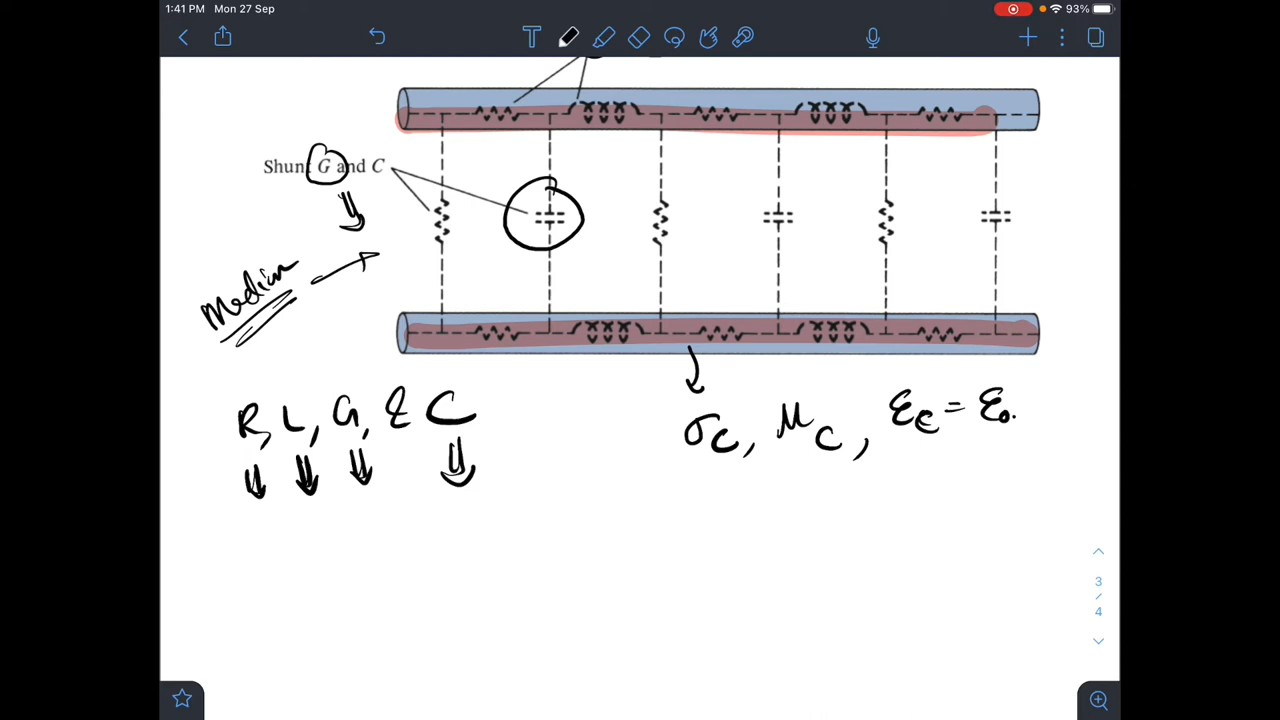 1:41 PM Mon 27 Sep
93%
T
Shunt G and C
Medium
R, L, G, & C
σc, μc, εc = ε0.
3
/
4